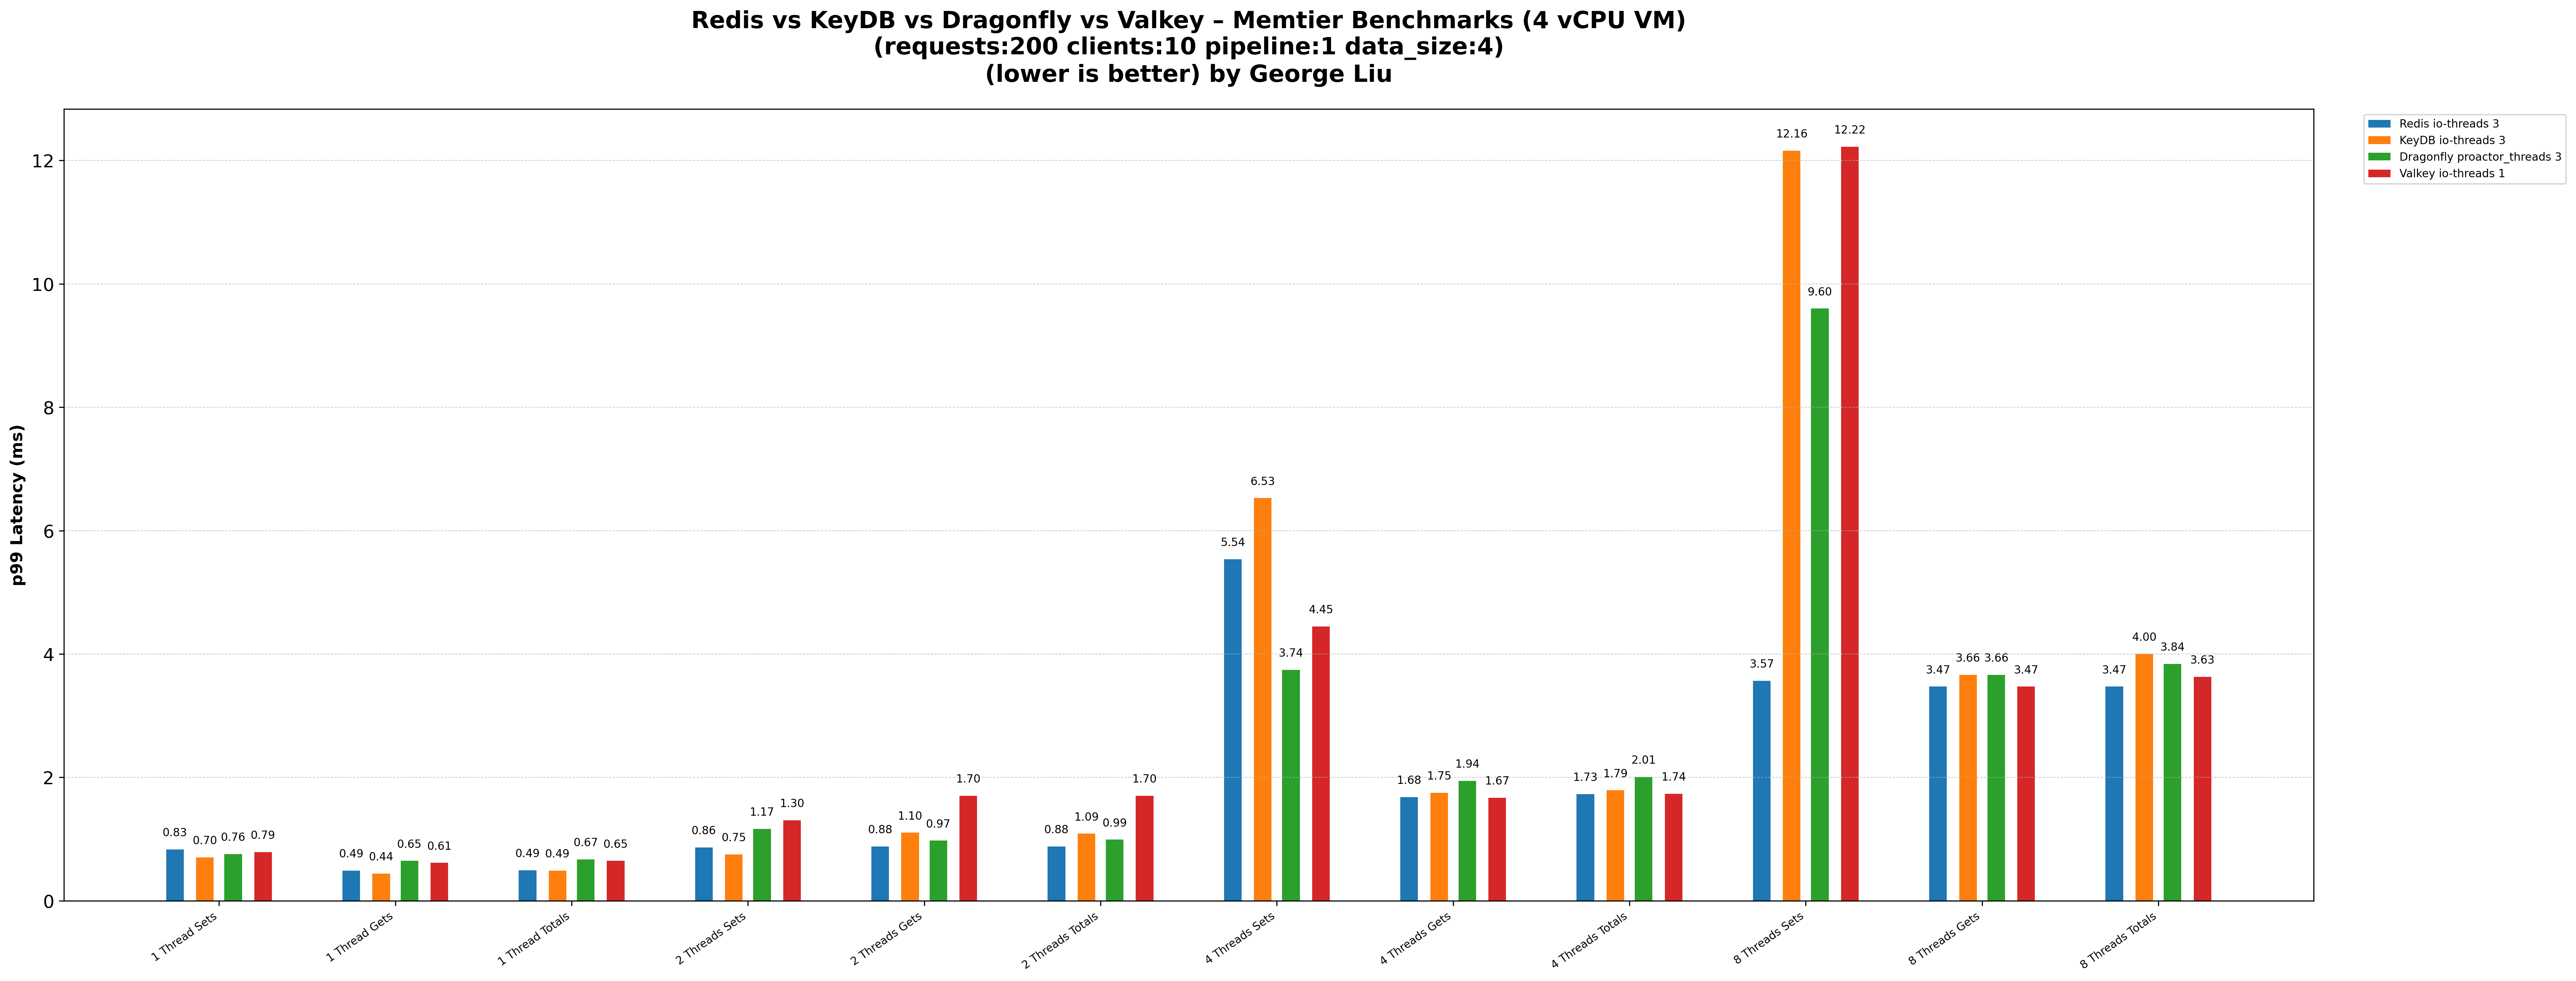 Redis vs KeyDB vs Dragonfly vs Valkey – Memtier Benchmarks (4 vCPU VM)
(requests:200 clients:10 pipeline:1 data_size:4)
(lower is better) by George Liu
Redis io-threads 3
KeyDB io-threads 3
Dragonfly proactor_threads 3
Valkey io-threads 1
p99 Latency (ms)
12
10
8
6
4
2
0
0.83 0.70 0.76 0.79
0.49 0.44 0.65 0.61
0.49 0.49 0.67 0.65
0.86 0.75 1.17 1.30
0.88 1.10 0.97 1.70
0.88 1.09 0.99 1.70
5.54 6.53 3.74 4.45
1.68 1.75 1.94 1.67
1.73 1.79 2.01 1.74
3.57 12.16 9.60 12.22
3.47 3.66 3.66 3.47
3.47 4.00 3.84 3.63
1 Thread Sets
1 Thread Gets
1 Thread Totals
2 Threads Sets
2 Threads Gets
2 Threads Totals
4 Threads Sets
4 Threads Gets
4 Threads Totals
8 Threads Sets
8 Threads Gets
8 Threads Totals